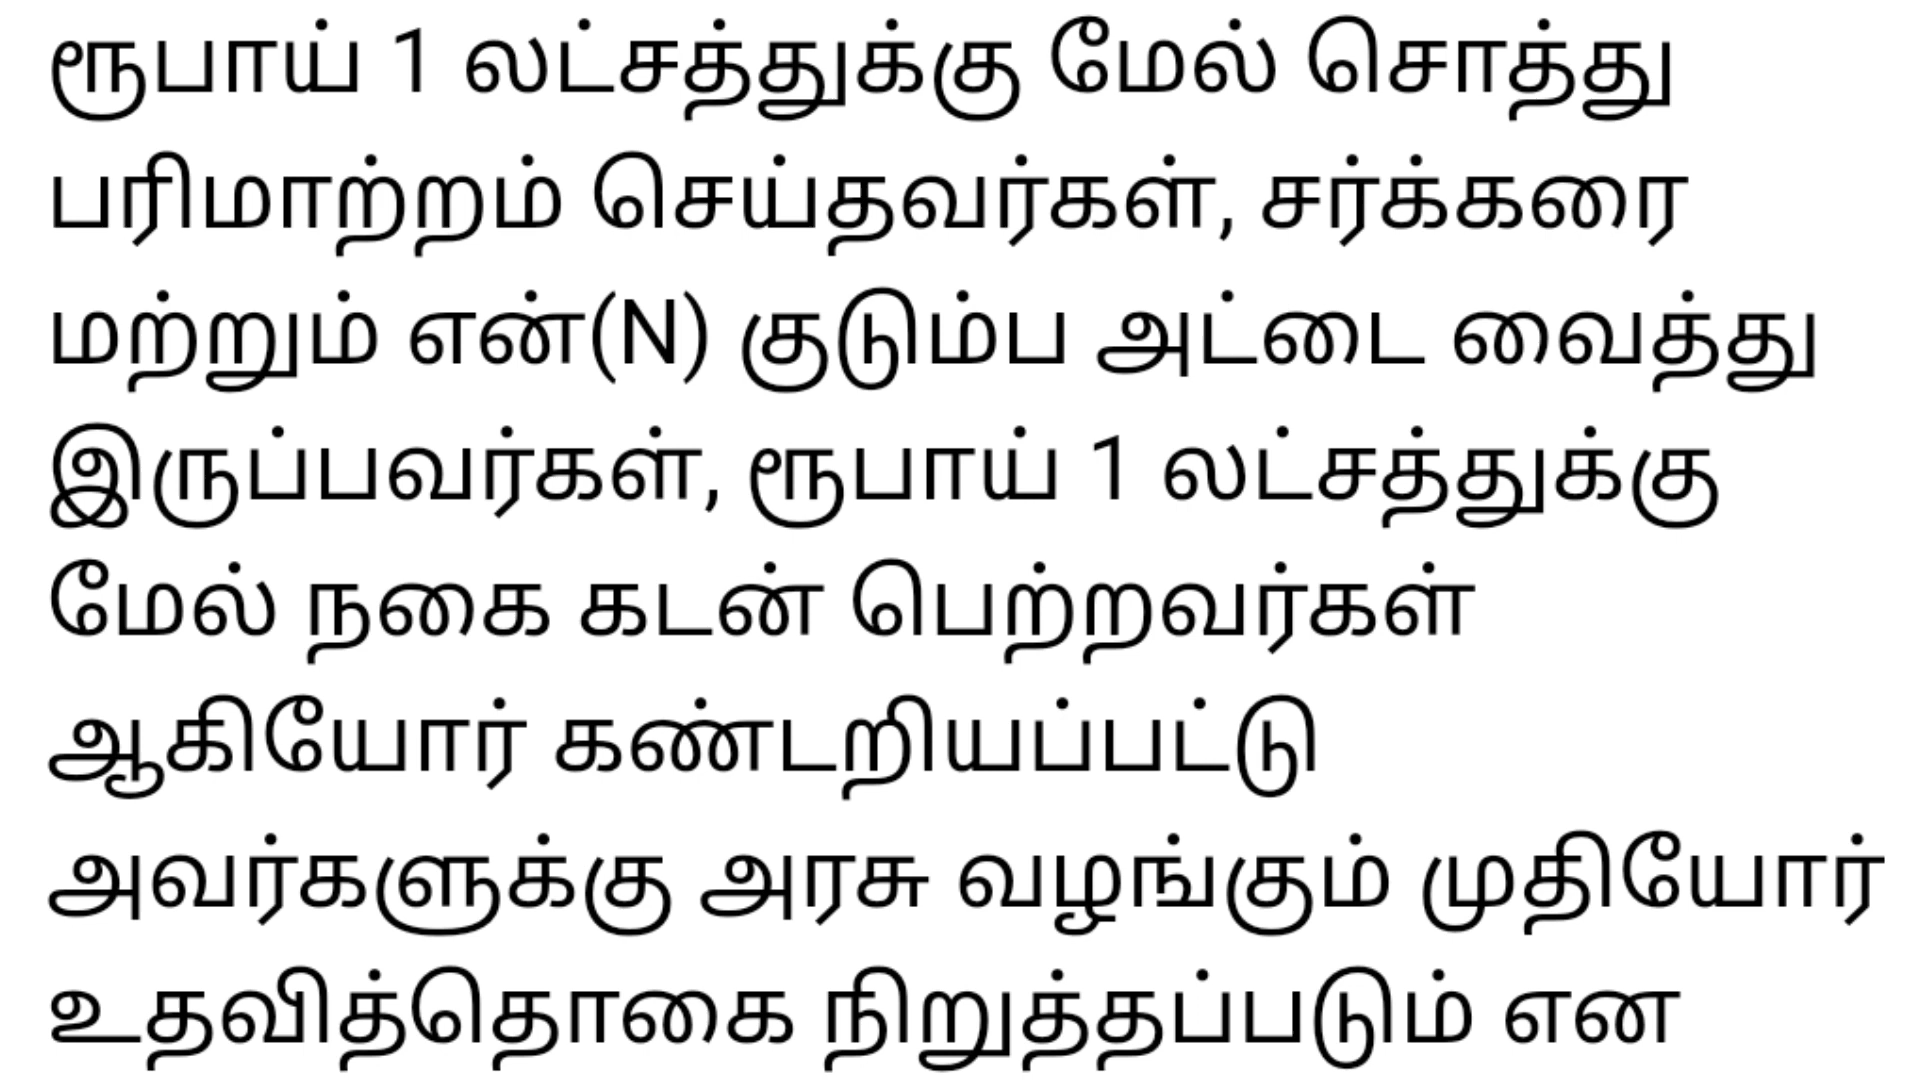 ரூபாய் 1 லட்சத்துக்கு மேல் சொத்து
பரிமாற்றம் செய்தவர்கள், சர்க்கரை
மற்றும் என்(N) குடும்ப அட்டை வைத்து
இருப்பவர்கள், ரூபாய் 1 லட்சத்துக்கு
மேல் நகை கடன் பெற்றவர்கள்
ஆகியோர் கண்டறியப்பட்டு
அவர்களுக்கு அரசு வழங்கும் முதியோர்
உதவித்தொகை நிறுத்தப்படும் என